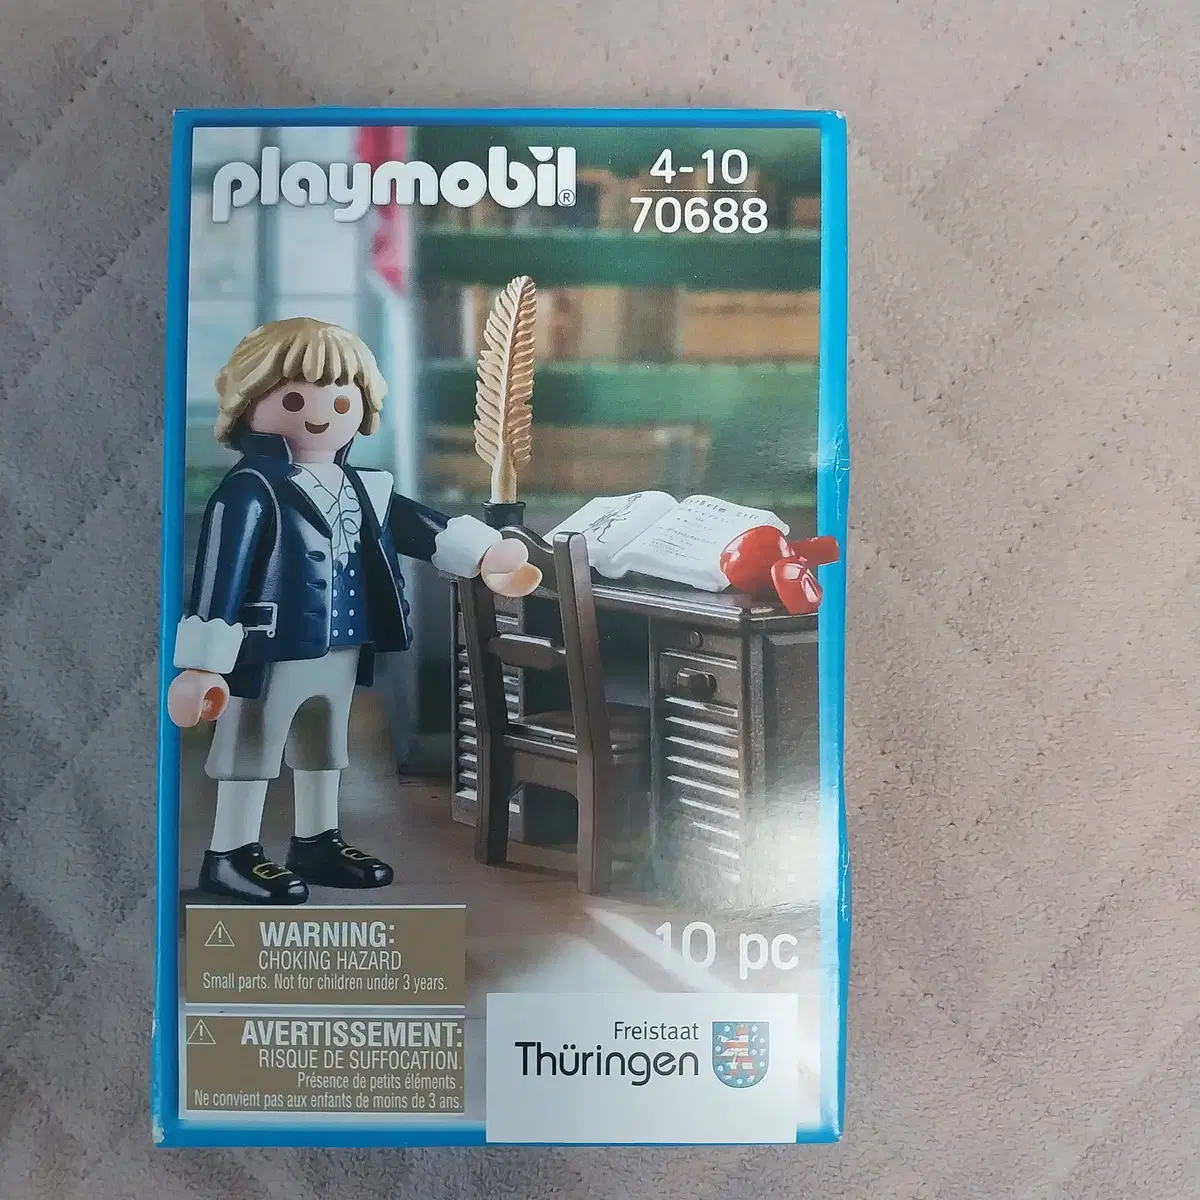 playmobil®
4-10
70688
10 pc
WARNING:
CHOKING HAZARD
Small parts. Not for children under 3 years.
AVERTISSEMENT:
RISQUE DE SUFFOCATION.
Présence de petits éléments.
Ne convient pas aux enfants de moins de 3 ans.
Freistaat
Thüringen